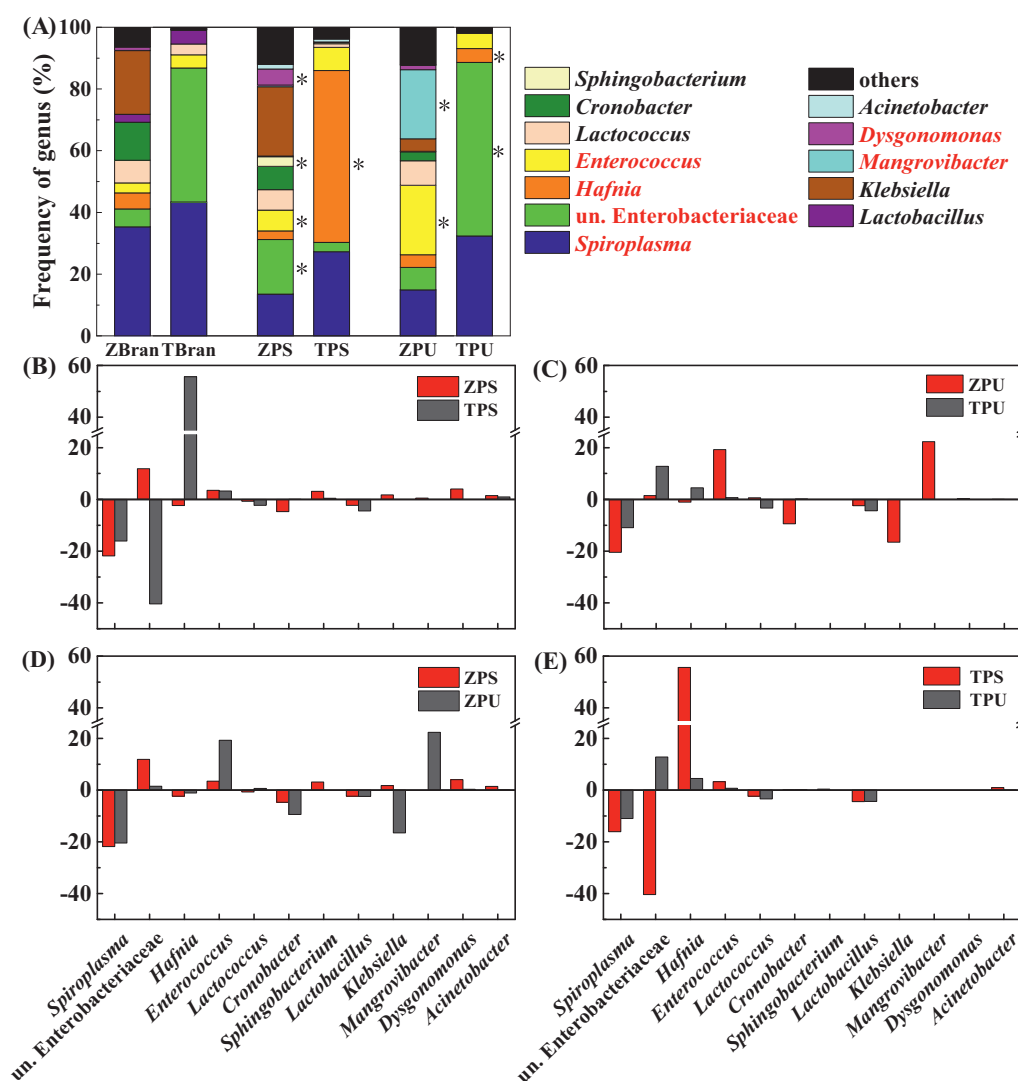 (A)
Frequency of genus (%)
100
80
60
40
20
0
*
*
*
*
*
*
*
*
*
ZBran TBran ZPS TPS ZPU TPU
Sphingobacterium
Cronobacter
Lactococcus
Enterococcus
Hafnia
un. Enterobacteriaceae
Spiroplasma
others
Acinetobacter
Dysgonomonas
Mangrovibacter
Klebsiella
Lactobacillus
(B)
60
40
20
0
-20
-40
ZPS
TPS
(C)
60
40
20
0
-20
-40
ZPU
TPU
(D)
60
40
20
0
-20
-40
ZPS
ZPU
Spiroplasma
un. Enterobacteriaceae
Hafnia
Enterococcus
Lactococcus
Cronobacter
Sphingobacterium
Lactobacillus
Klebsiella
Mangrovibacter
Dysgonomonas
Acinetobacter
(E)
60
40
20
0
-20
-40
TPS
TPU
Spiroplasma
un. Enterobacteriaceae
Hafnia
Enterococcus
Lactococcus
Cronobacter
Sphingobacterium
Lactobacillus
Klebsiella
Mangrovibacter
Dysgonomonas
Acinetobacter